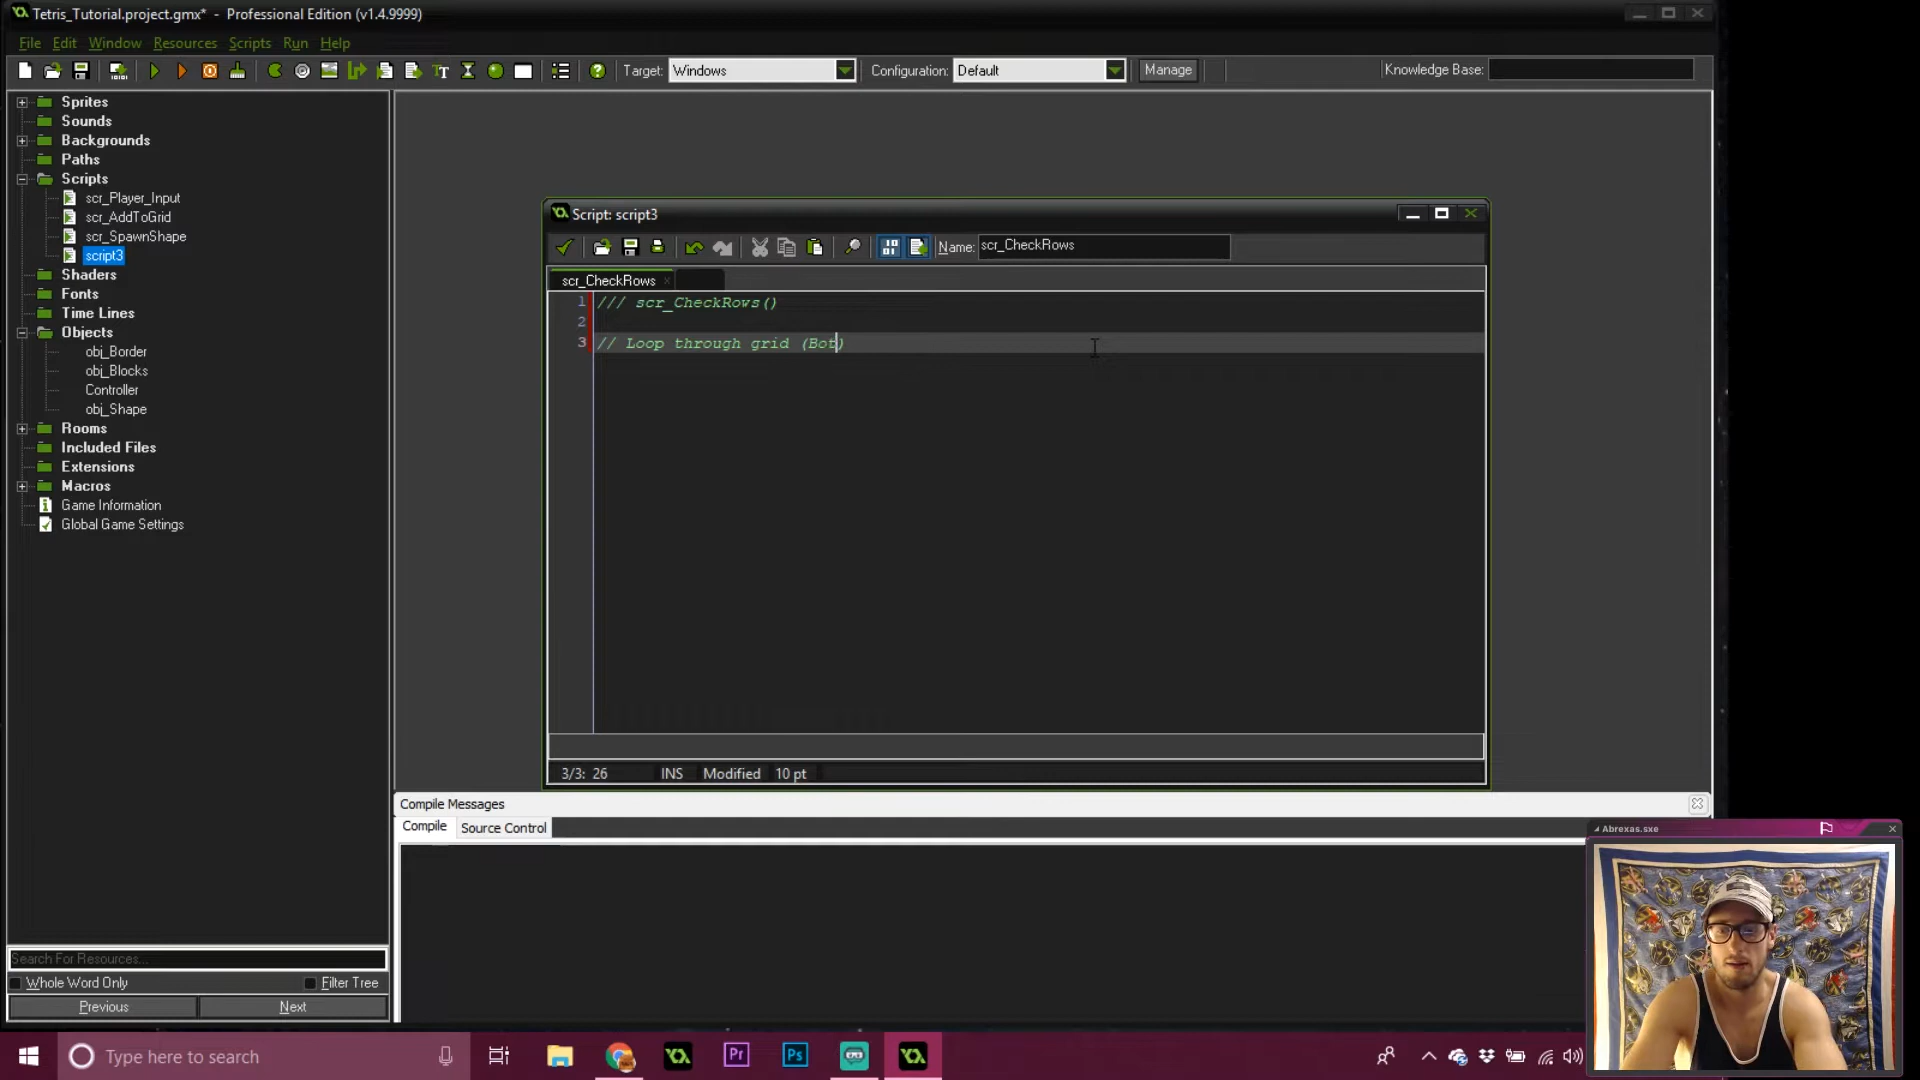 Tetris_Tutorial.project.gmx* - Professional Edition (v1.4.9999)
File Edit Window Resources Scripts Run Help
Target: Windows Configuration: Default Manage Knowledge Base:
Sprites
Sounds
Backgrounds
Paths
Scripts
scr_Player_Input
scr_AddToGrid
scr_SpawnShape
script3
Shaders
Fonts
Time Lines
Objects
obj_Border
obj_Blocks
Controller
obj_Shape
Rooms
Included Files
Extensions
Macros
Game Information
Global Game Settings
Search For Resources...
Whole Word Only Filter Tree
Previous Next
Script: script3
Name: scr_CheckRows
scr_CheckRows
1 /// scr_CheckRows()
2
3 // Loop through grid (Bot)
3/3: 26 INS Modified 10 pt
Compile Messages
Compile Source Control
Abrexas.sxe
Type here to search
Pr
Ps